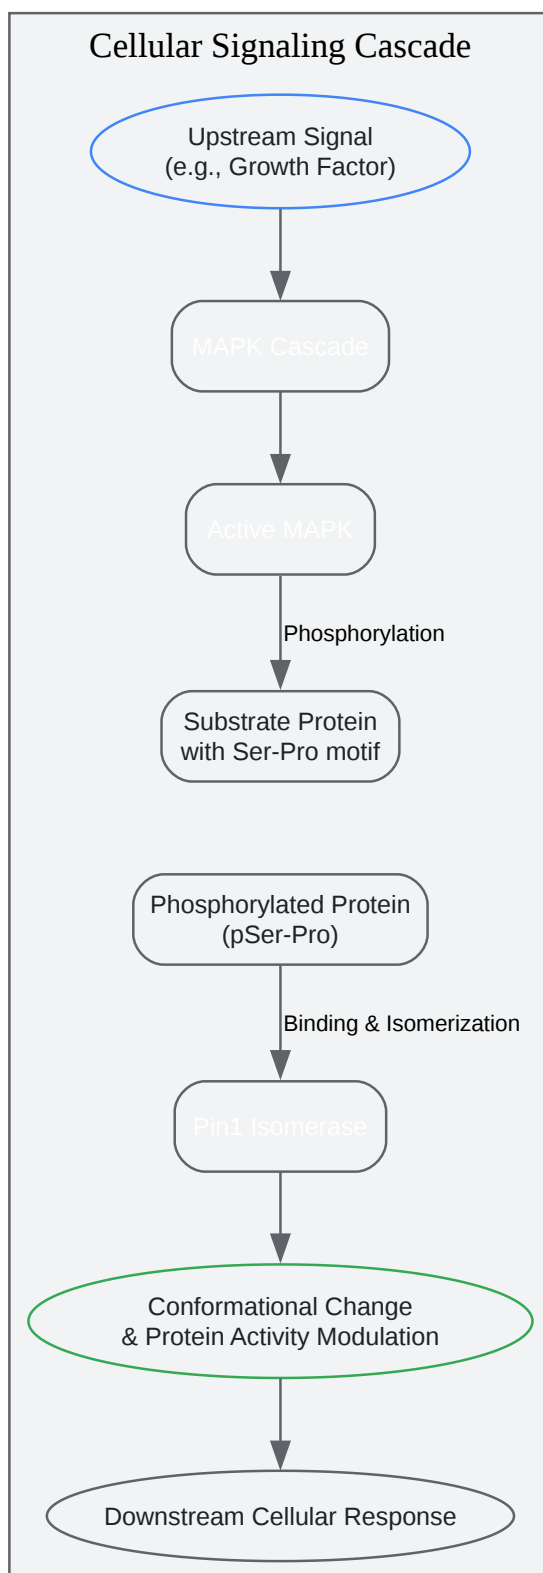 Cellular Signaling Cascade
Upstream Signal
(e.g., Growth Factor)
MAPK Cascade
Active MAPK
Phosphorylation
Substrate Protein
with Ser-Pro motif
Phosphorylated Protein
(pSer-Pro)
Binding & Isomerization
Pin1 Isomerase
Conformational Change
& Protein Activity Modulation
Downstream Cellular Response